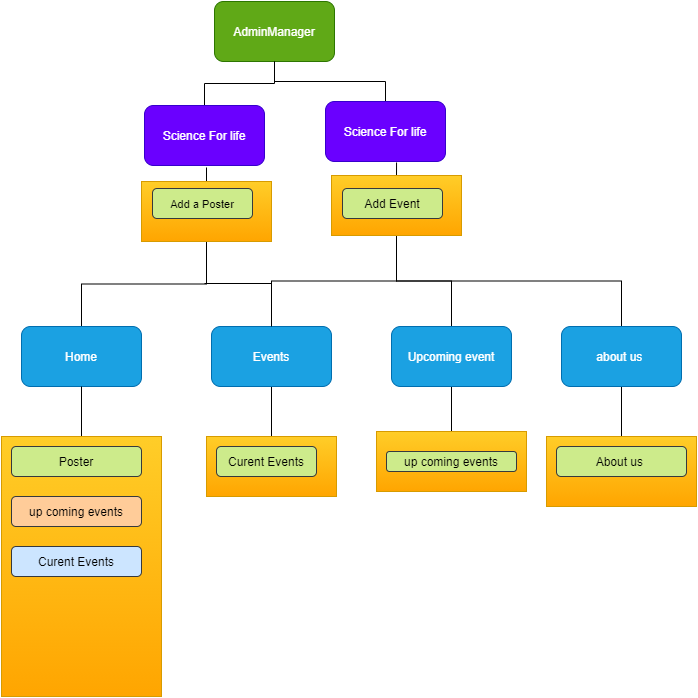 AdminManager
Science For life
Science For life
Add a Poster
Add Event
Home
Events
Upcoming event
about us
Poster
Curent Events
up coming events
About us
up coming events
Curent Events